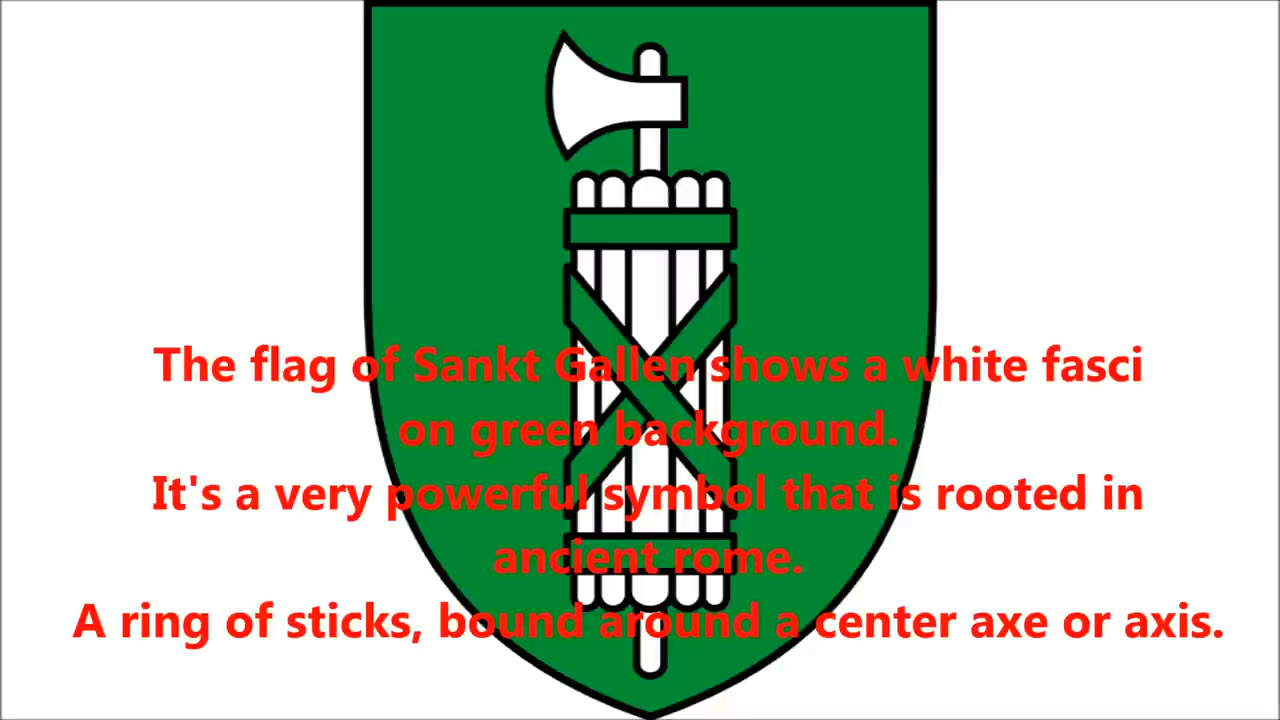 The flag of Sankt Gallen shows a white fasci
on green background.
It's a very powerful symbol that is rooted in
ancient rome.
A ring of sticks, bound around a center axe or axis.